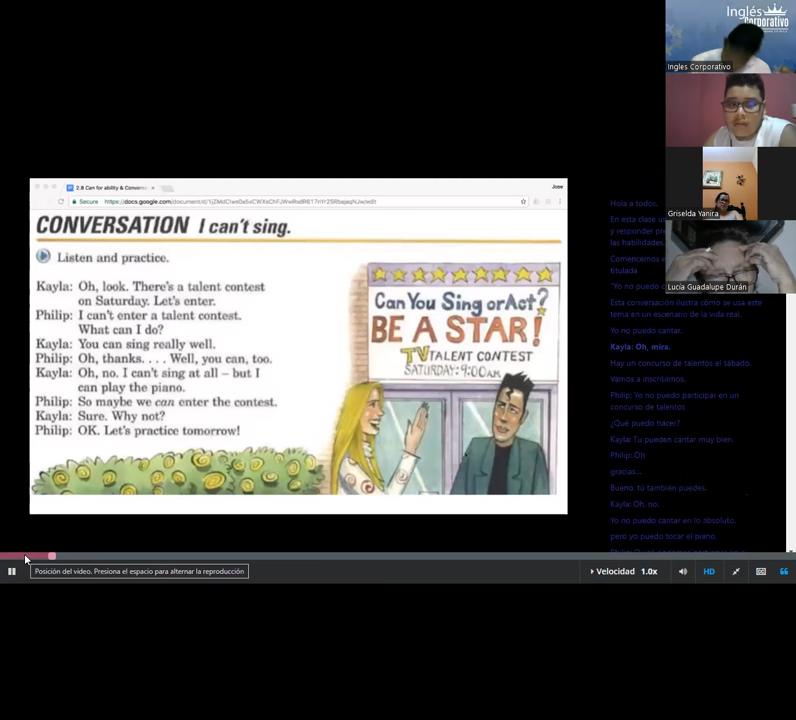 Inglés
Corporativo
Ingles Corporativo
Griselda Yanira
Lucía Guadalupe Durán
2.8 Can for ability & Convers
Jose
Secure
CONVERSATION I can't sing.
Listen and practice.
Kayla: Oh, look. There's a talent contest
on Saturday. Let's enter.
Philip: I can't enter a talent contest.
What can I do?
Kayla: You can sing really well.
Philip: Oh, thanks. . . . Well, you can, too.
Kayla: Oh, no. I can't sing at all – but I
can play the piano.
Philip: So maybe we can enter the contest.
Kayla: Sure. Why not?
Philip: OK. Let's practice tomorrow!
Can You Sing or Act?
BE A STAR!
TV TALENT CONTEST
SATURDAY: 9:00 AM
Hola a todos.
En esta clase
y responder
las habilidades.
Comencemos
titulada
"Yo no puedo
Esta conversación ilustra cómo se usa este
tema en un escenario de la vida real.
Yo no puedo cantar.
Kayla: Oh, mira.
Hay un concurso de talentos el sábado.
Vamos a inscribirnos.
Philip: Yo no puedo participar en un
concurso de talentos
¿Qué puedo hacer?
Kayla: Tú pueden cantar muy bien.
Philip: Oh
gracias...
Bueno, tú también puedes.
Kayla: Oh, no.
Yo no puedo cantar en lo absoluto,
pero yo puedo tocar el piano.
Posición del video. Presiona el espacio para alternar la reproducción
Velocidad 1.0x
HD